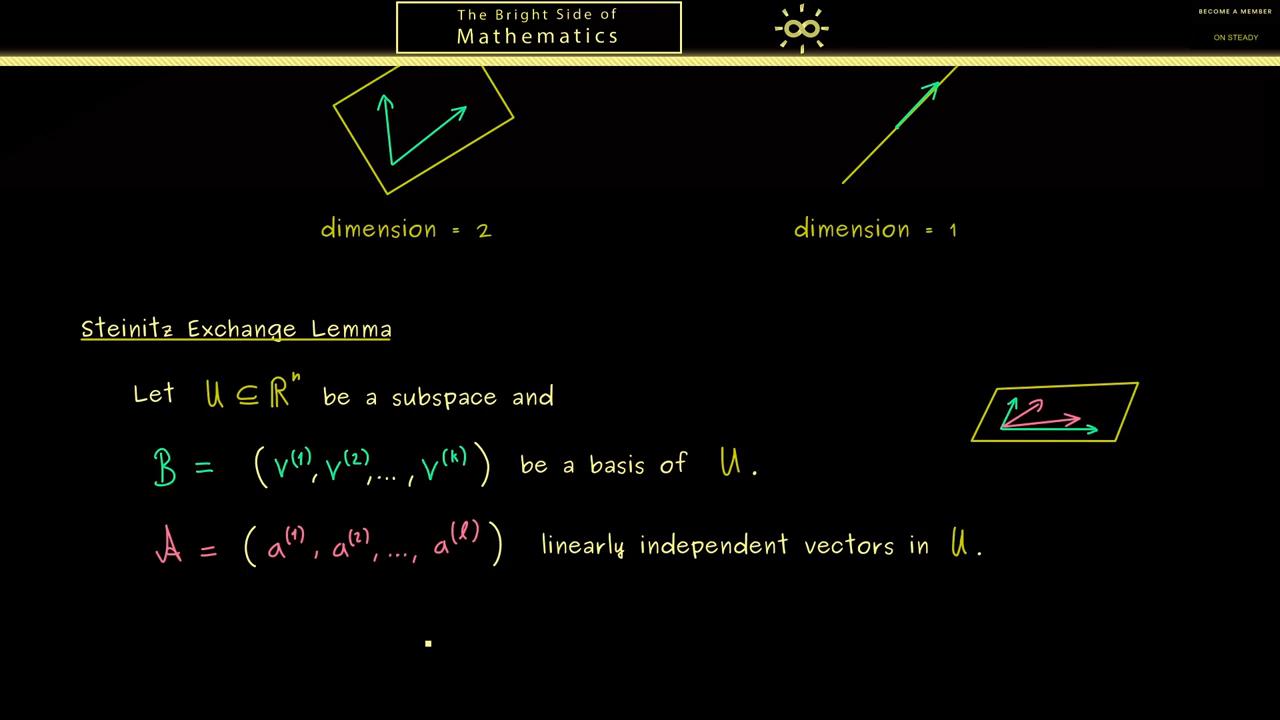 The Bright Side of
Mathematics
BECOME A MEMBER
ON STEADY
dimension = 2
dimension = 1
Steinitz Exchange Lemma
Let U ⊆ ℝⁿ be a subspace and
B = (v⁽¹⁾, v⁽²⁾, ..., v⁽ᵏ⁾) be a basis of U.
A = (a⁽¹⁾, a⁽²⁾, ..., a⁽ˡ⁾) linearly independent vectors in U.